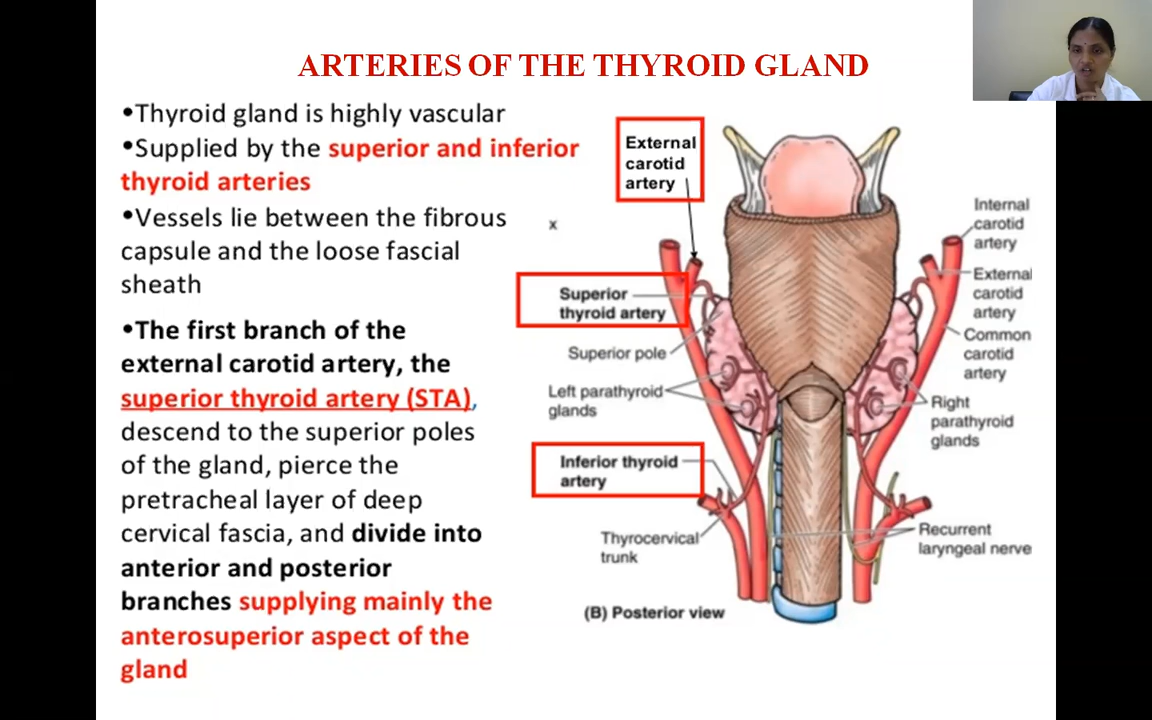 ARTERIES OF THE THYROID GLAND
•Thyroid gland is highly vascular
•Supplied by the superior and inferior
thyroid arteries
•Vessels lie between the fibrous
capsule and the loose fascial
sheath
•The first branch of the
external carotid artery, the
superior thyroid artery (STA),
descend to the superior poles
of the gland, pierce the
pretracheal layer of deep
cervical fascia, and divide into
anterior and posterior
branches supplying mainly the
anterosuperior aspect of the
gland
External
carotid
artery
x
Superior
thyroid artery
Superior pole
Left parathyroid
glands
Inferior thyroid
artery
Thyrocervical
trunk
(B) Posterior view
Internal
carotid
artery
External
carotid
artery
Common
carotid
artery
Right
parathyroid
glands
Recurrent
laryngeal nerve